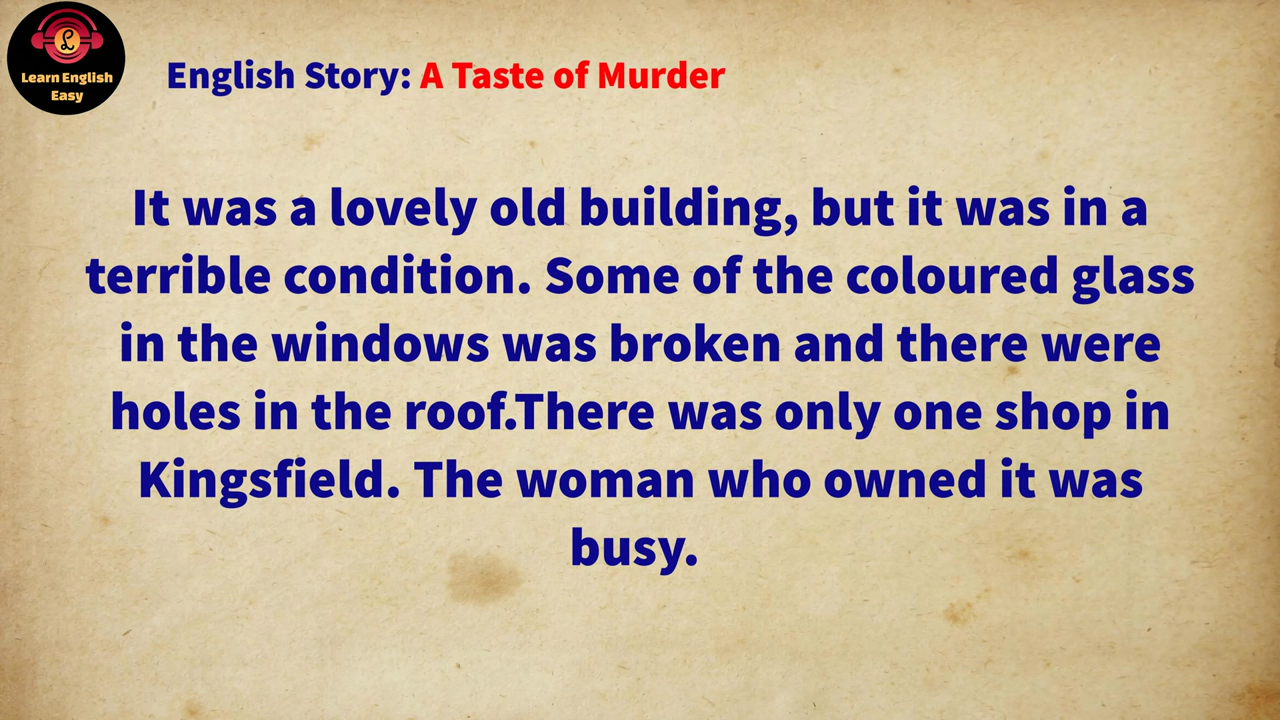 Learn English
Easy
English Story: A Taste of Murder
It was a lovely old building, but it was in a
terrible condition. Some of the coloured glass
in the windows was broken and there were
holes in the roof.There was only one shop in
Kingsfield. The woman who owned it was
busy.